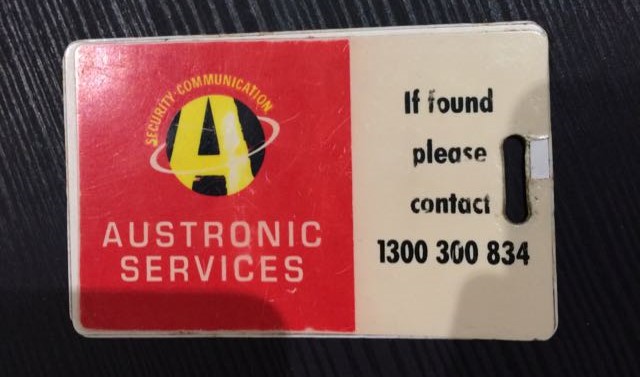 SECURITY·COMMUNICATION
A
AUSTRONIC
SERVICES
If found
please
contact
1300 300 834